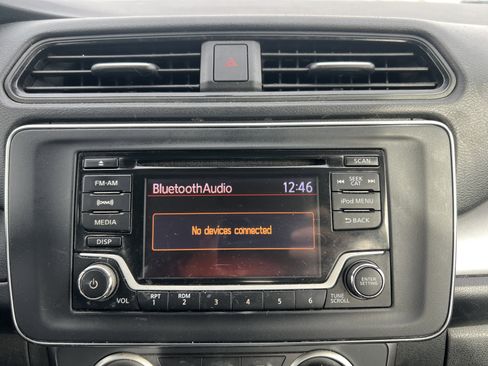 SCAN
FM-AM
BluetoothAudio 12:46
SEEK
CAT
iPod MENU
MEDIA
No devices connected
BACK
DISP
VOL
RPT
1
RDM
2
3
4
5
6
TUNE
SCROLL
ENTER
SETTING